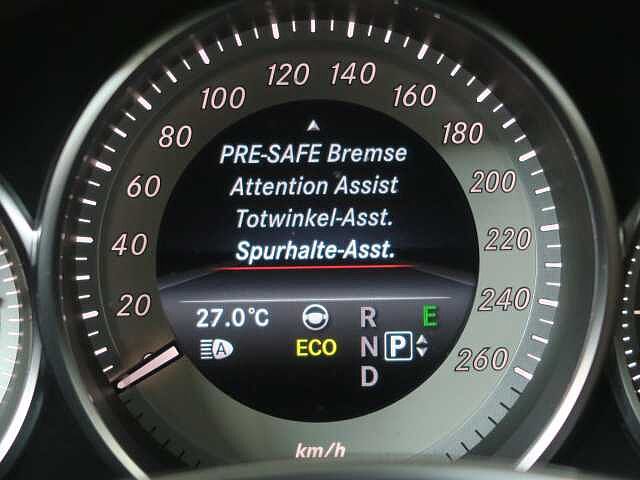 120 140
100 160
80 180
60 200
40 220
20 240
260
PRE-SAFE Bremse
Attention Assist
Totwinkel-Asst.
Spurhalte-Asst.
27.0°C R E
A ECO N P
D
km/h